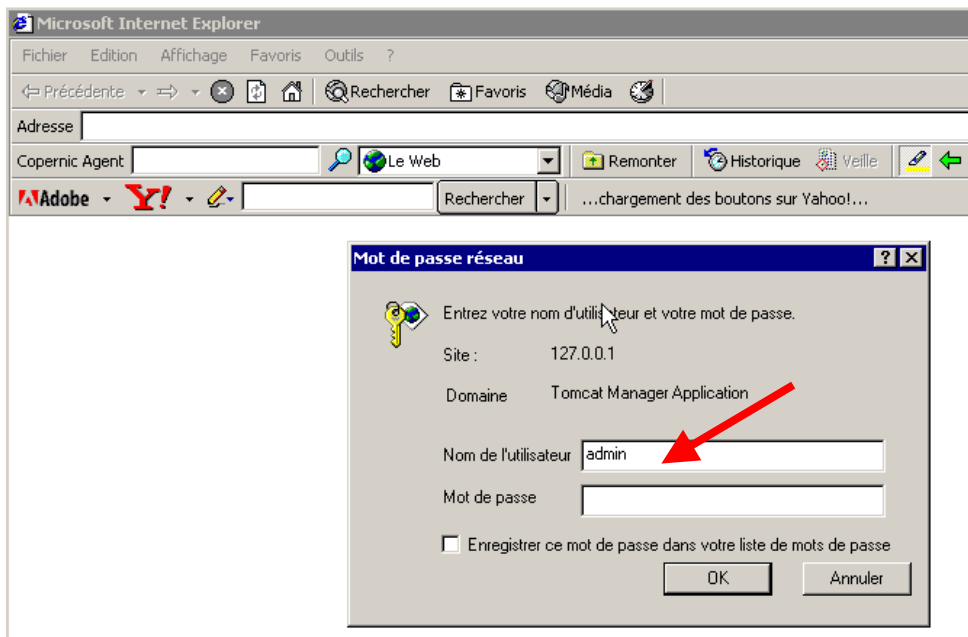 Microsoft Internet Explorer
Fichier Edition Affichage Favoris Outils ?
Précédente Rechercher Favoris Média
Adresse
Copernic Agent Le Web Remonter Historique Veille
Adobe Y! Rechercher ...chargement des boutons sur Yahoo!...
Mot de passe réseau ? X
Entrez votre nom d'utilisateur et votre mot de passe.
Site : 127.0.0.1
Domaine Tomcat Manager Application
Nom de l'utilisateur admin
Mot de passe
Enregistrer ce mot de passe dans votre liste de mots de passe
OK Annuler